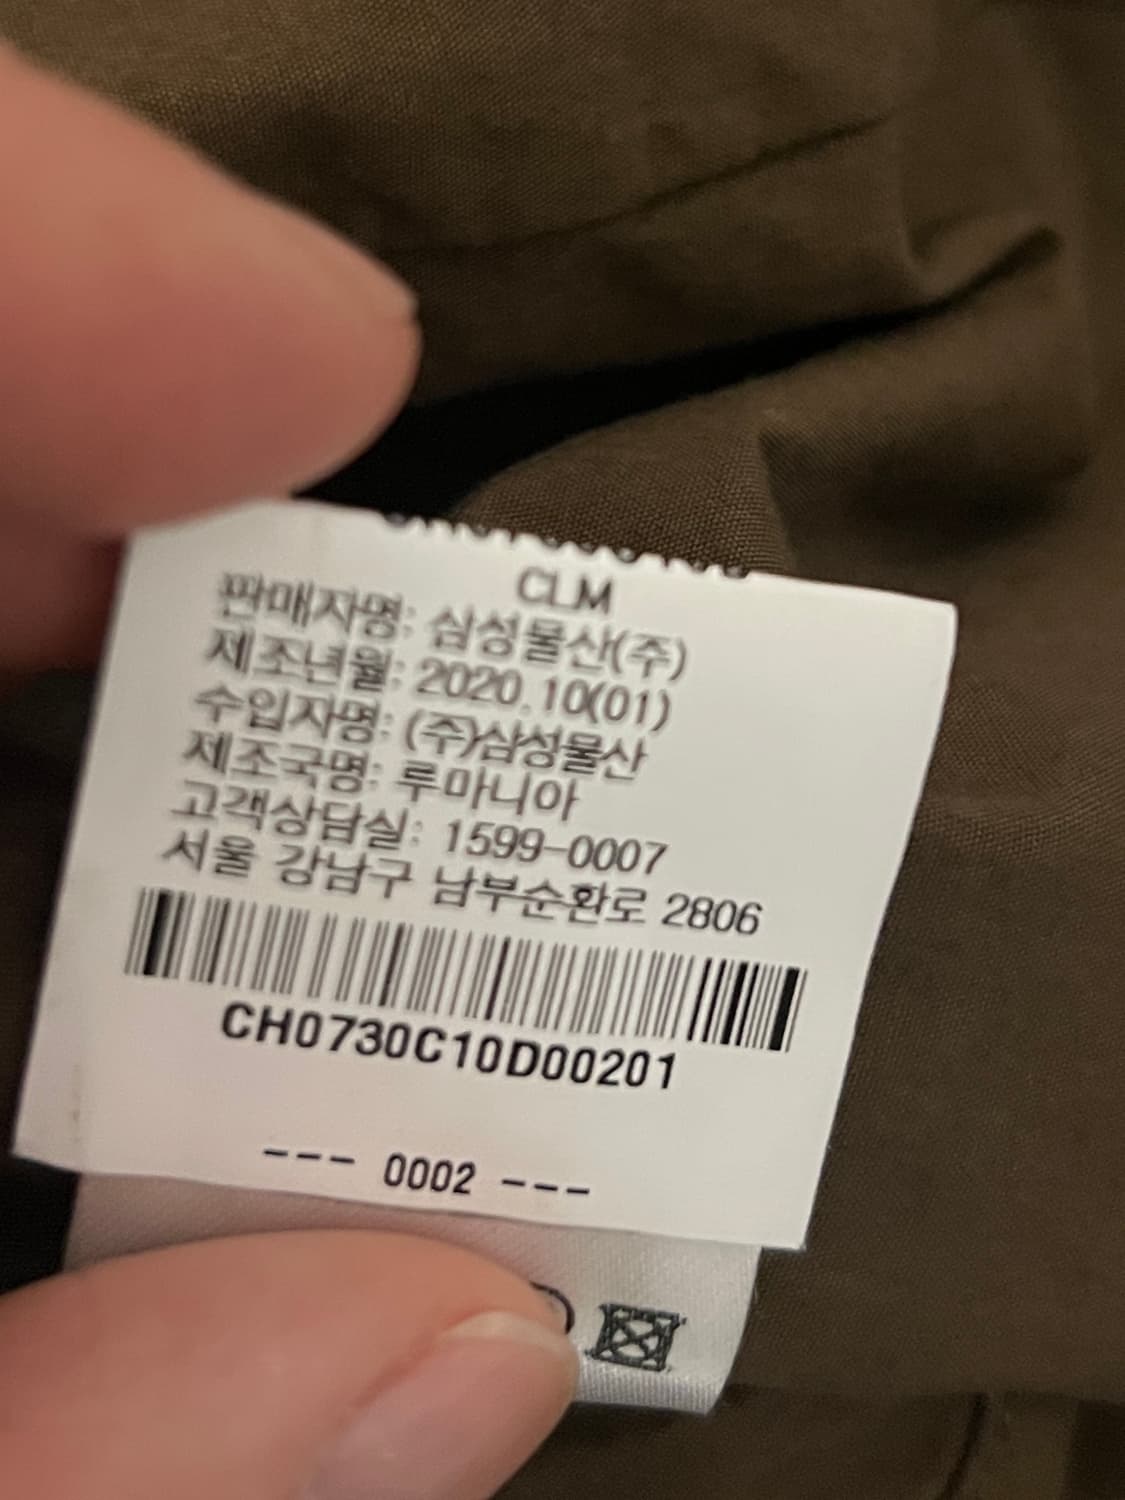 CLM
판매자명: 삼성물산(주)
제조년월: 2020.10(01)
수입자명: (주)삼성물산
제조국명: 루마니아
고객상담실: 1599-0007
서울 강남구 남부순환로 2806
CH0730C10D00201
--- 0002 ---